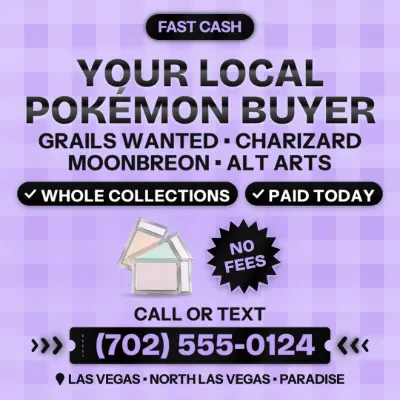 FAST CASH
YOUR LOCAL
POKÉMON BUYER
GRAILS WANTED ▪ CHARIZARD
MOONBREON ▪ ALT ARTS
✓ WHOLE COLLECTIONS ✓ PAID TODAY
NO
FEES
CALL OR TEXT
(702) 555-0124
LAS VEGAS ▪ NORTH LAS VEGAS ▪ PARADISE